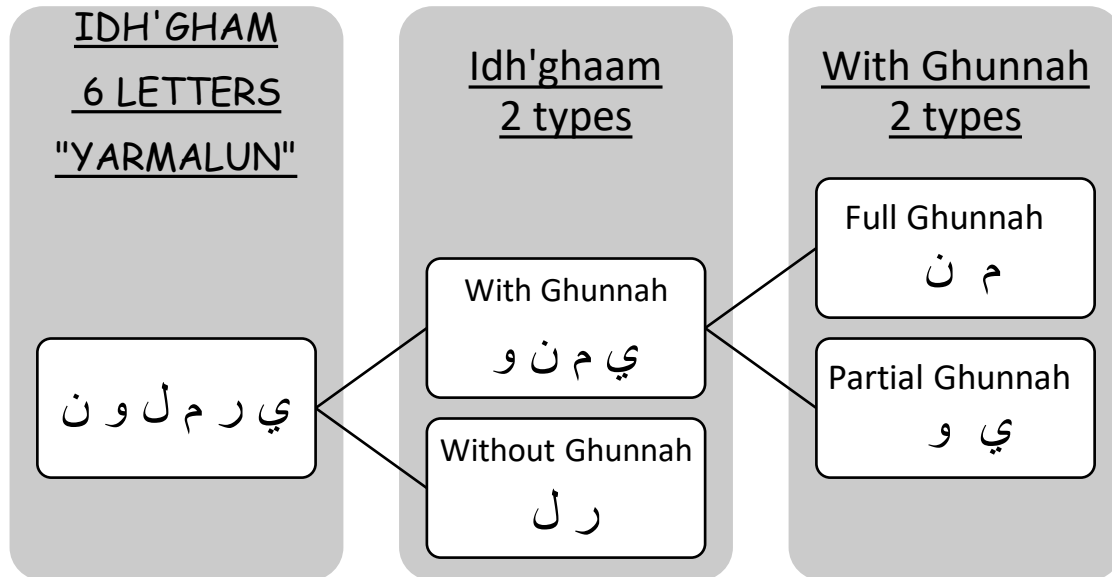 IDH'GHAM
6 LETTERS
"YARMALUN"
ي ر م ل و ن
Idh'ghaam
2 types
With Ghunnah
ي م ن و
Without Ghunnah
ر ل
With Ghunnah
2 types
Full Ghunnah
م ن
Partial Ghunnah
ي و